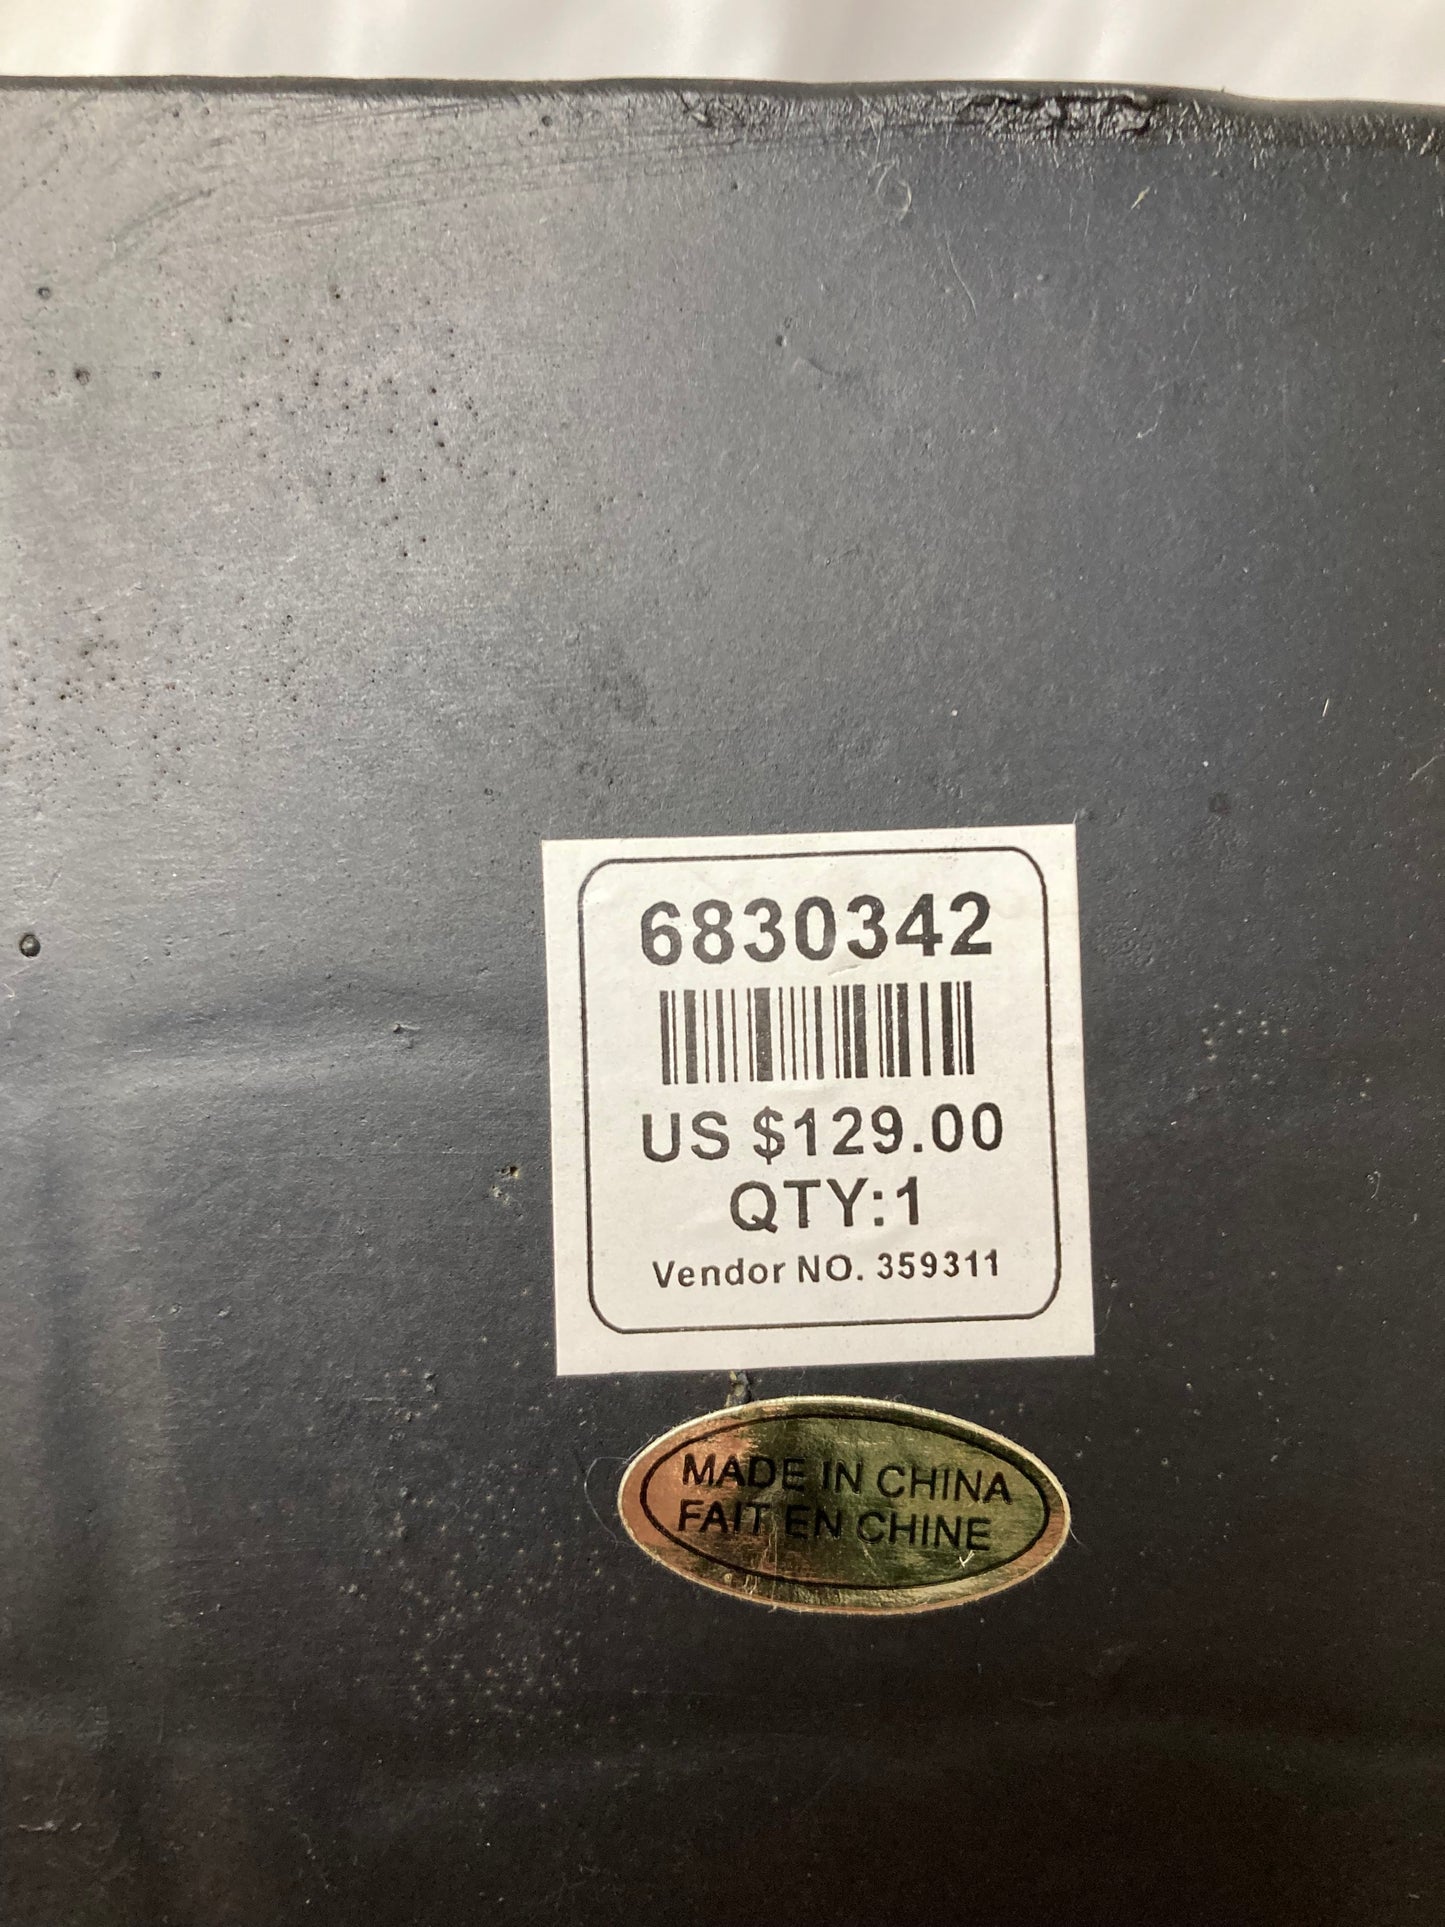 6830342
US $129.00
QTY:1
Vendor NO. 359311
MADE IN CHINA
FAIT EN CHINE